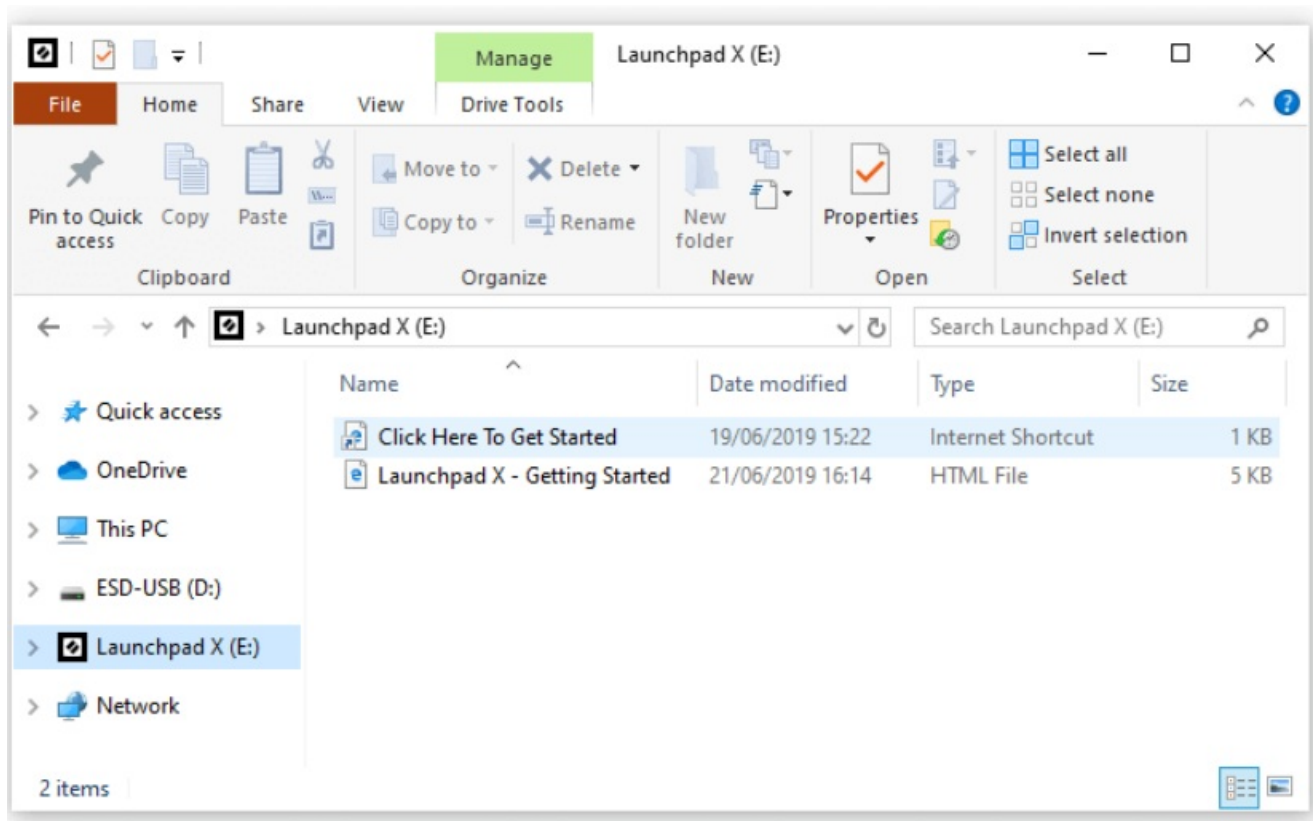 Manage Launchpad X (E:)
File Home Share View Drive Tools
Pin to Quick access Copy Paste
Move to Delete
Copy to Rename
New folder
Properties
Select all
Select none
Invert selection
Clipboard Organize New Open Select
Launchpad X (E:) Search Launchpad X (E:)
Name Date modified Type Size
Quick access
OneDrive
This PC
ESD-USB (D:)
Launchpad X (E:)
Network
Click Here To Get Started 19/06/2019 15:22 Internet Shortcut 1 KB
Launchpad X - Getting Started 21/06/2019 16:14 HTML File 5 KB
2 items